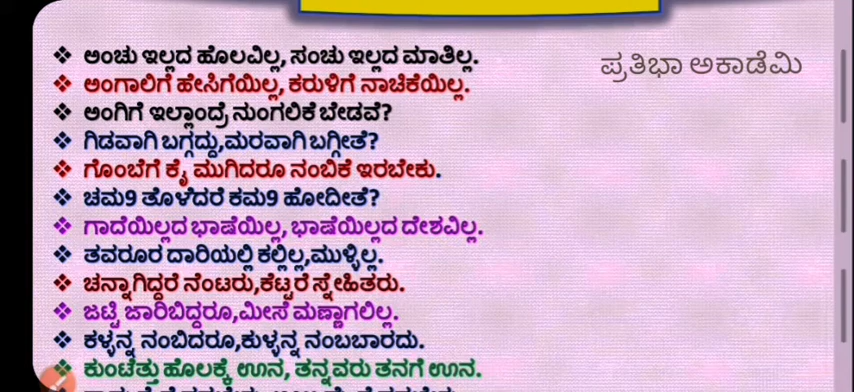 ❖ ಅಂಚು ಇಲ್ಲದ ಹೊಲವಿಲ್ಲ, ಸಂಚು ಇಲ್ಲದ ಮಾತಿಲ್ಲ.
ಪ್ರತಿಭಾ ಅಕಾಡೆಮಿ
❖ ಅಂಗಾಲಿಗೆ ಹೇಸಿಗೆಯಿಲ್ಲ, ಕರುಳಿಗೆ ನಾಚಿಕೆಯಿಲ್ಲ.
❖ ಅಂಗಿಗೆ ಇಲ್ಲಾಂದ್ರೆ ನುಂಗಲಿಕೆ ಬೇಡವೆ?
❖ ಗಿಡವಾಗಿ ಬಗ್ಗದ್ದು,ಮರವಾಗಿ ಬಗ್ಗೀತೆ?
❖ ಗೊಂಬೆಗೆ ಕೈ ಮುಗಿದರೂ ನಂಬಿಕೆ ಇರಬೇಕು.
❖ ಚಮ9 ತೊಳೆದರೆ ಕಮ9 ಹೋದೀತೆ?
❖ ಗಾದೆಯಿಲ್ಲದ ಭಾಷೆಯಿಲ್ಲ, ಭಾಷೆಯಿಲ್ಲದ ದೇಶವಿಲ್ಲ.
❖ ತವರೂರ ದಾರಿಯಲ್ಲಿ ಕಲ್ಲಿಲ್ಲ,ಮುಳ್ಳಿಲ್ಲ.
❖ ಚನ್ನಾಗಿದ್ದರೆ ನೆಂಟರು,ಕೆಟ್ಟರೆ ಸ್ನೇಹಿತರು.
❖ ಜಟ್ಟಿ ಜಾರಿಬಿದ್ದರೂ,ಮೀಸೆ ಮಣ್ಣಾಗಲಿಲ್ಲ.
❖ ಕಳ್ಳನ್ನ ನಂಬಿದರೂ,ಕುಳ್ಳನ್ನ ನಂಬಬಾರದು.
❖ ಕುಂಟೆತ್ತು ಹೊಲಕ್ಕೆ ಊನ, ತನ್ನವರು ತನಗೆ ಊನ.